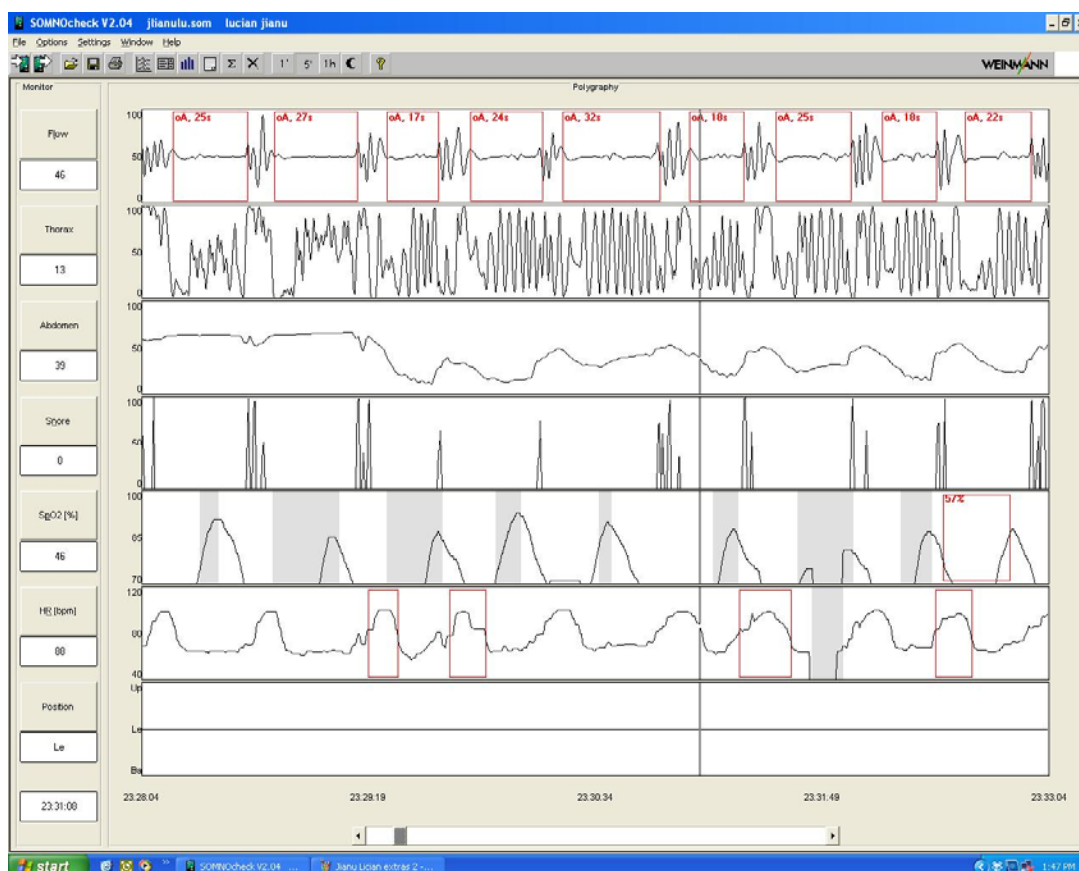 SOMNOcheck V2.04 jlianulu.som lucian jianu
File Options Settings Window Help
Σ X 1' 5' 1h ?
WEINMANN
Monitor
Polygraphy
Flow
46
100
50
0
oA, 25s oA, 27s oA, 17s oA, 24s oA, 32s oA, 18s oA, 25s oA, 18s oA, 22s
Thorax
13
100
50
0
Abdomen
39
100
50
0
Snore
0
100
50
0
SpO2 [%]
46
100
85
70
57%
HR [bpm]
88
120
80
40
Position
Le
Up
Le
Ba
23:31:08
23.28.04 23.29.19 23.30.34 23.31.49 23.33.04
start SOMNOcheck V2.04 ... Jianu Lician extras 2 -... 1:47 PM